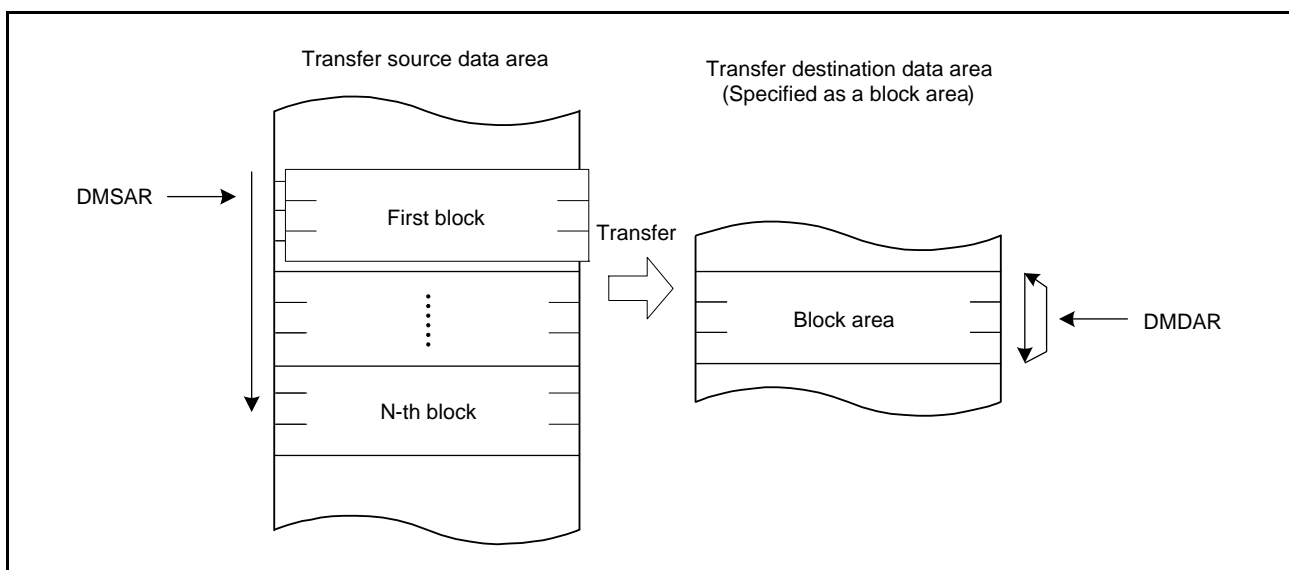 Transfer source data area
Transfer destination data area
(Specified as a block area)
DMSAR
First block
Transfer
Block area
DMDAR
N-th block